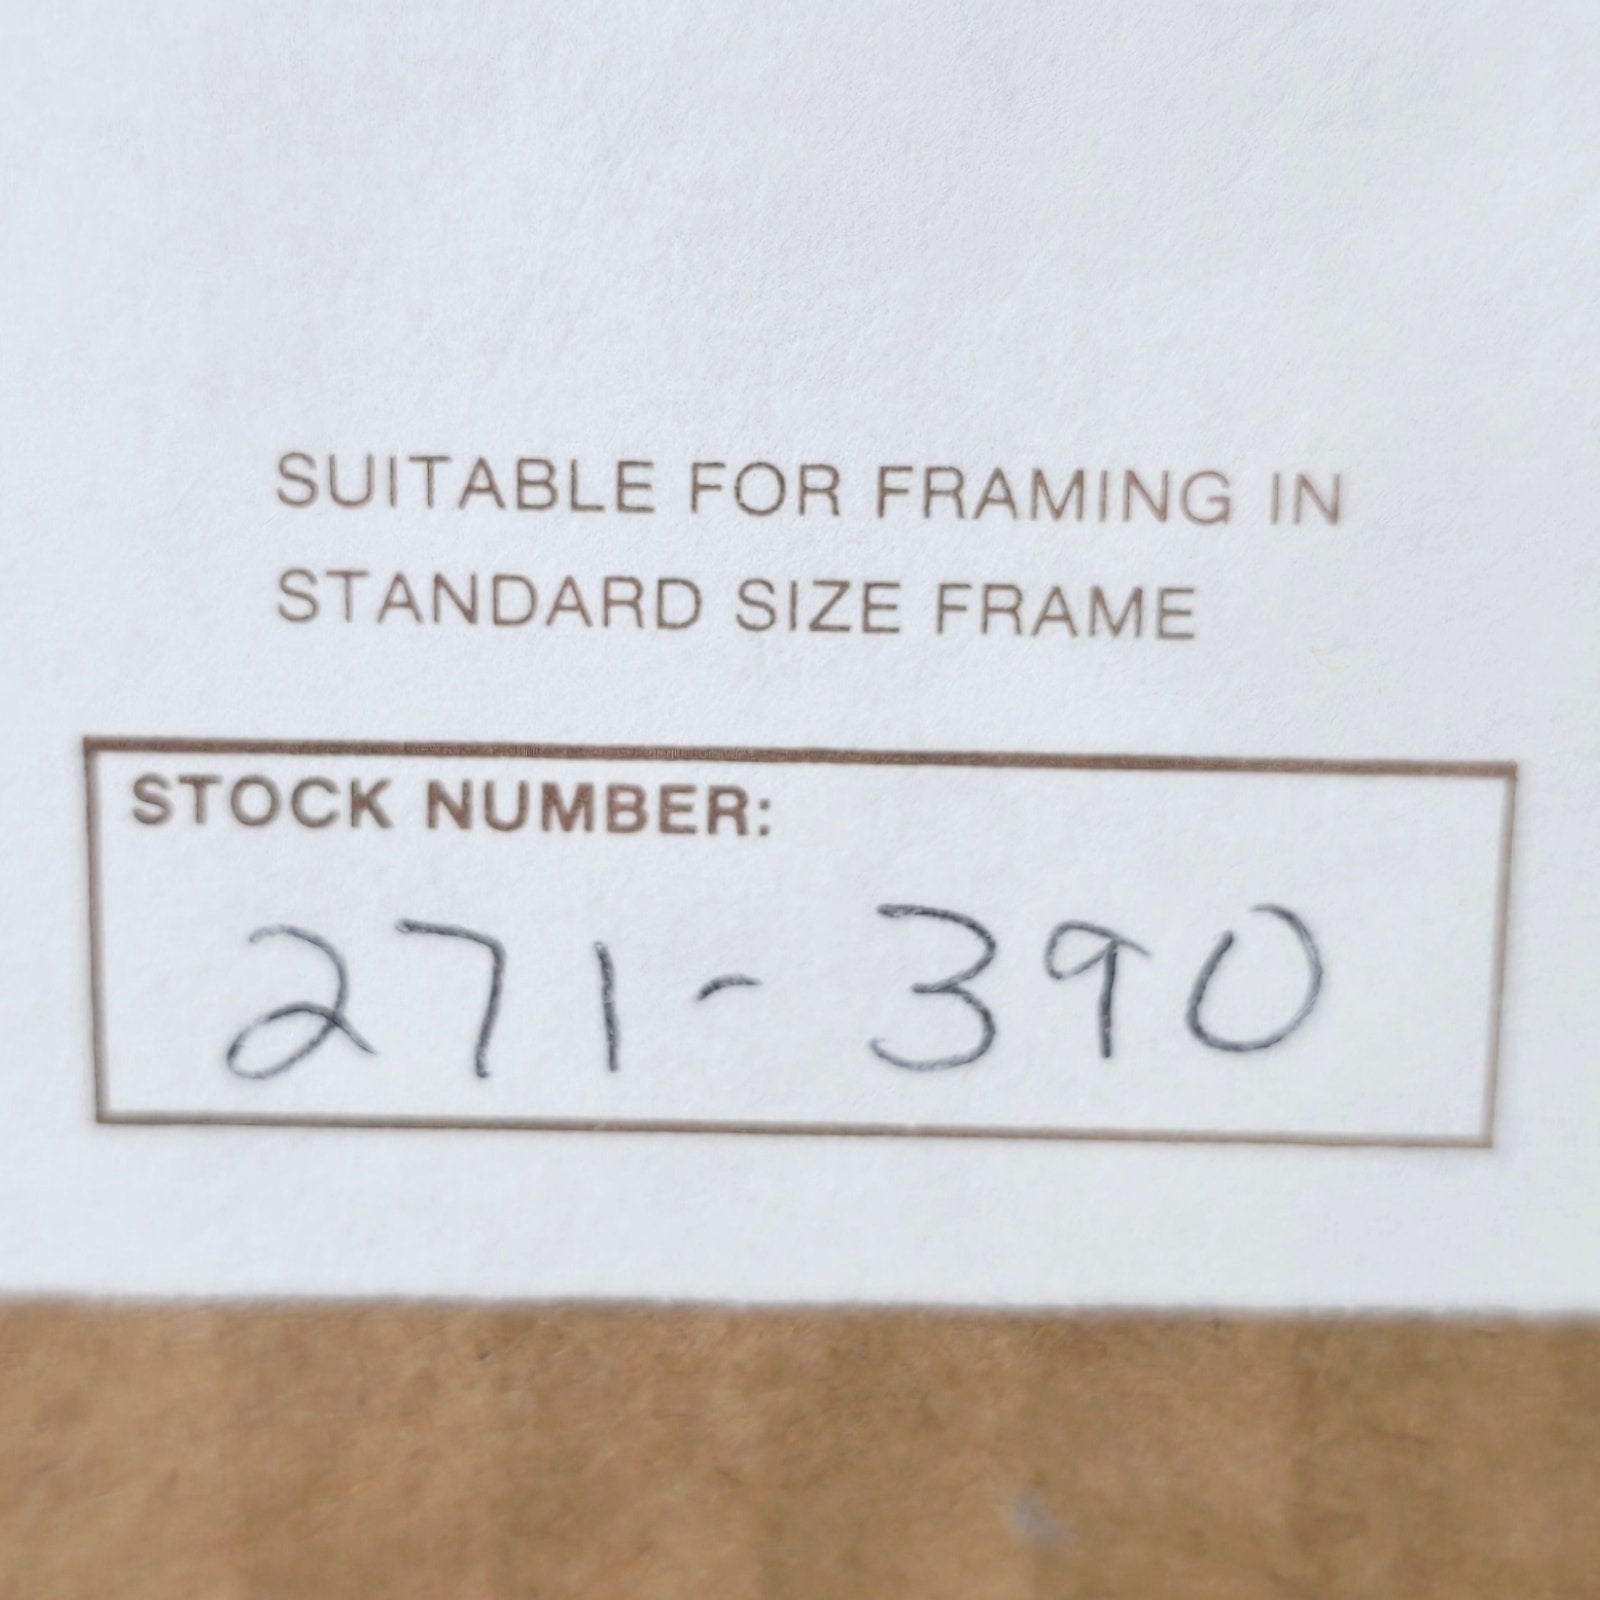 SUITABLE FOR FRAMING IN
STANDARD SIZE FRAME
STOCK NUMBER:
271-390